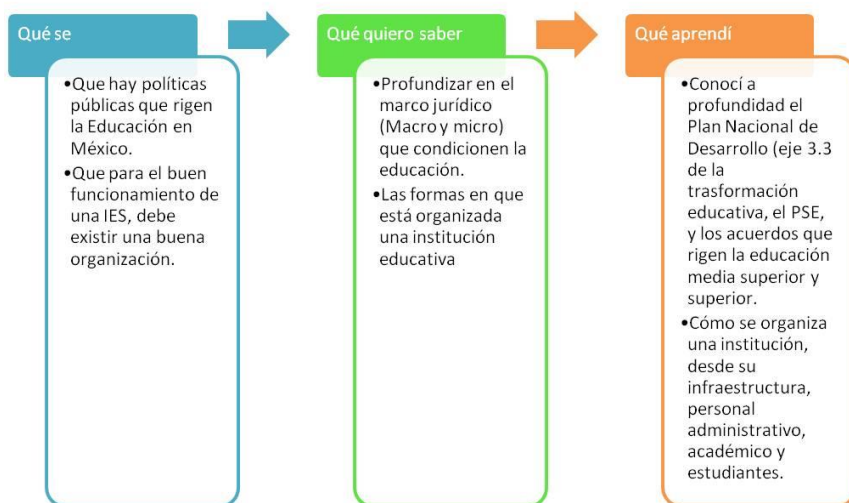 Qué se
•Que hay políticas
públicas que rigen
la Educación en
México.
•Que para el buen
funcionamiento de
una IES, debe
existir una buena
organización.
Qué quiero saber
•Profundizar en el
marco jurídico
(Macro y micro)
que condicionen la
educación.
•Las formas en que
está organizada
una institución
educativa
Qué aprendí
•Conocí a
profundidad el
Plan Nacional de
Desarrollo (eje 3.3
de la
trasformación
educativa, el PSE,
y los acuerdos que
rigen la educación
media superior y
superior.
•Cómo se organiza
una institución,
desde su
infraestructura,
personal
administrativo,
académico y
estudiantes.